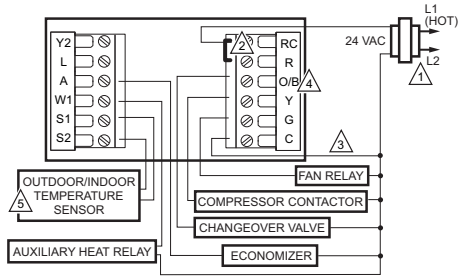 L1
(HOT)
24 VAC
L2
1
Y2
L
A
W1
S1
S2
2
RC
R
O/B
Y
G
C
4
3
5
OUTDOOR/INDOOR
TEMPERATURE
SENSOR
FAN RELAY
COMPRESSOR CONTACTOR
CHANGEOVER VALVE
AUXILIARY HEAT RELAY
ECONOMIZER